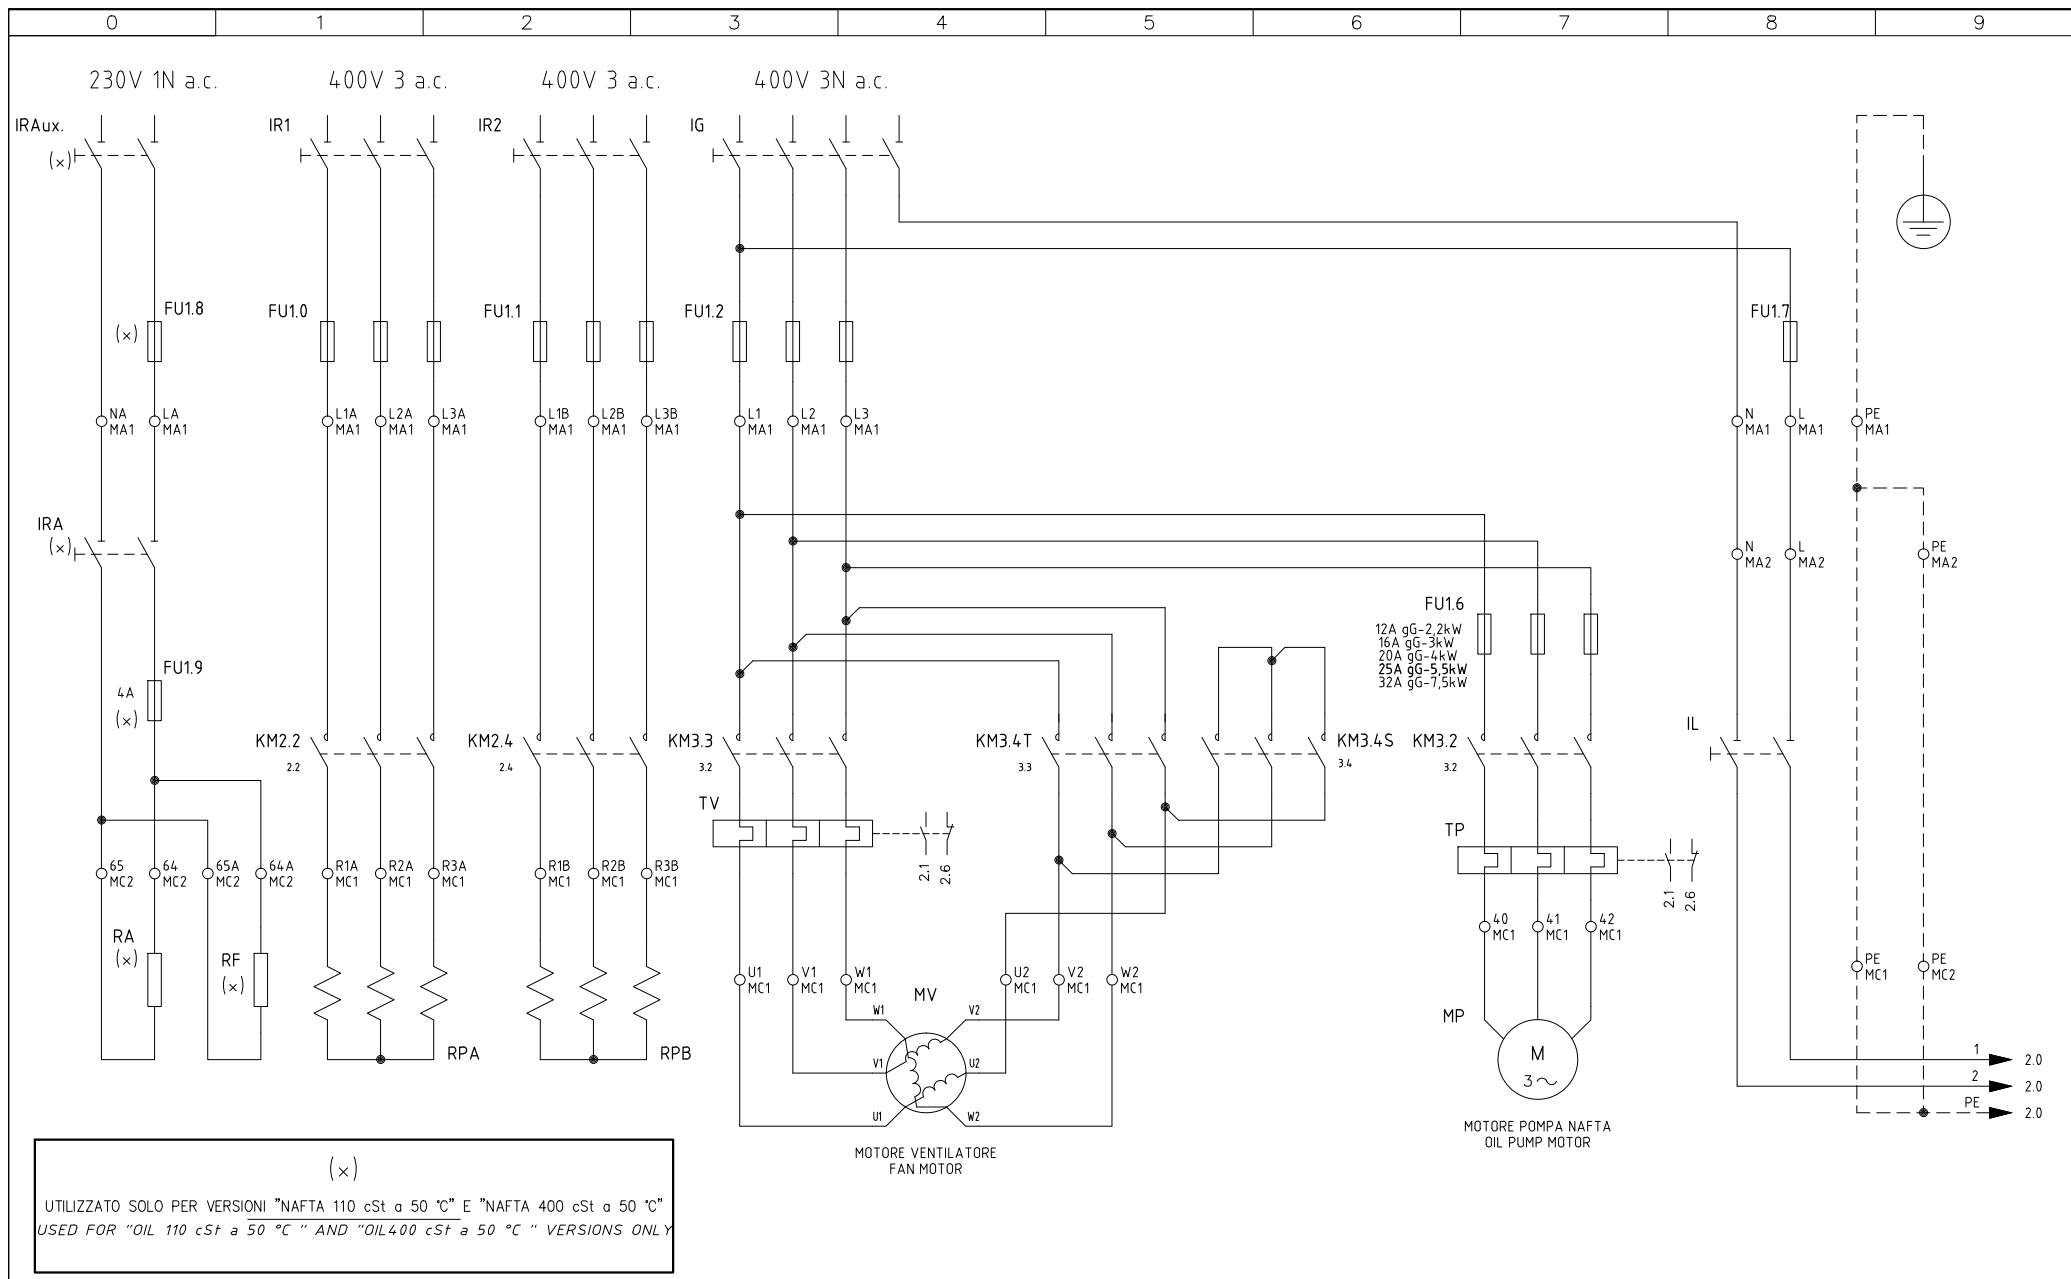 0 1 2 3 4 5 6 7 8 9
230V 1N a.c. 400V 3 a.c. 400V 3 a.c. 400V 3N a.c.
IRAux. IR1 IR2 IG
(x)
FU1.8 FU1.0 FU1.1 FU1.2 FU1.7
(x)
NA LA L1A L2A L3A L1B L2B L3B L1 L2 L3 N L PE
MA1 MA1 MA1 MA1 MA1 MA1 MA1 MA1 MA1 MA1 MA1 MA1 MA1 MA1
IRA
(x)
N L PE
MA2 MA2 MA2
FU1.6
12A gG-2,2kW
16A gG-3kW
20A gG-4kW
25A gG-5,5kW
32A gG-7,5kW
FU1.9
4A
(x)
IL
KM2.2 KM2.4 KM3.3 KM3.4T KM3.4S KM3.2
2.2 2.4 3.2 3.3 3.4 3.2
TV
TP
2.1 2.6
2.1 2.6
65 64 65A 64A R1A R2A R3A R1B R2B R3B
MC2 MC2 MC2 MC2 MC1 MC1 MC1 MC1 MC1 MC1
40 41 42
MC1 MC1 MC1
RA
(x)
RF
(x)
PE PE
MC1 MC2
U1 V1 W1 U2 V2 W2
MC1 MC1 MC1 MC1 MC1 MC1
MV
W1 V2
MP
V1 U2
U1 W2
RPA RPB
M
3~
1 2.0
2 2.0
PE 2.0
MOTORE POMPA NAFTA
OIL PUMP MOTOR
MOTORE VENTILATORE
FAN MOTOR
(x)
UTILIZZATO SOLO PER VERSIONI "NAFTA 110 cSt a 50 °C" E "NAFTA 400 cSt a 50 °C"
USED FOR "OIL 110 cSt a 50 °C " AND "OIL400 cSt a 50 °C " VERSIONS ONLY